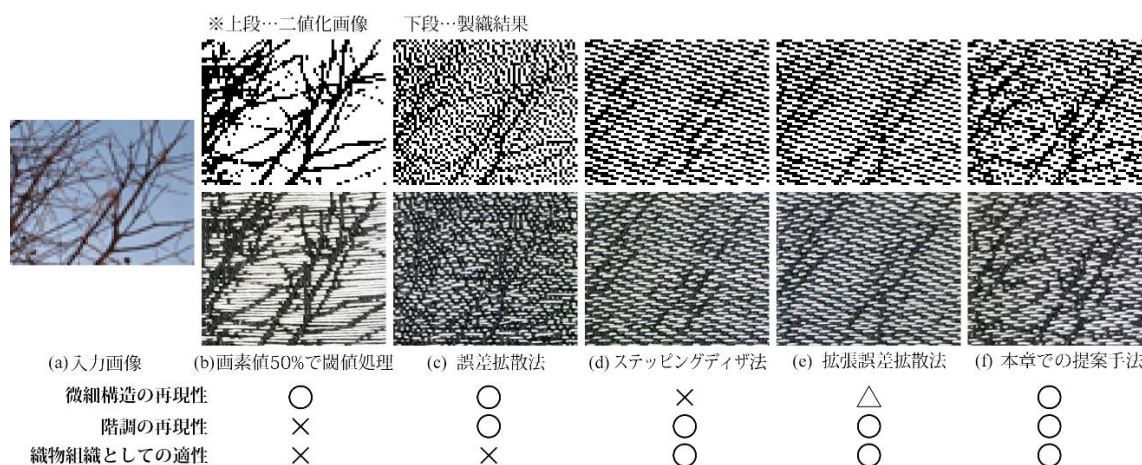 ※上段…二値化画像 下段…製織結果
(a)入力画像 (b)画素値50%で閾値処理 (c) 誤差拡散法 (d)ステッピングディザ法 (e) 拡張誤差拡散法 (f)本章での提案手法
微細構造の再現性 ○ ○ × △ ○
階調の再現性 × ○ ○ ○ ○
織物組織としての適性 × × ○ ○ ○